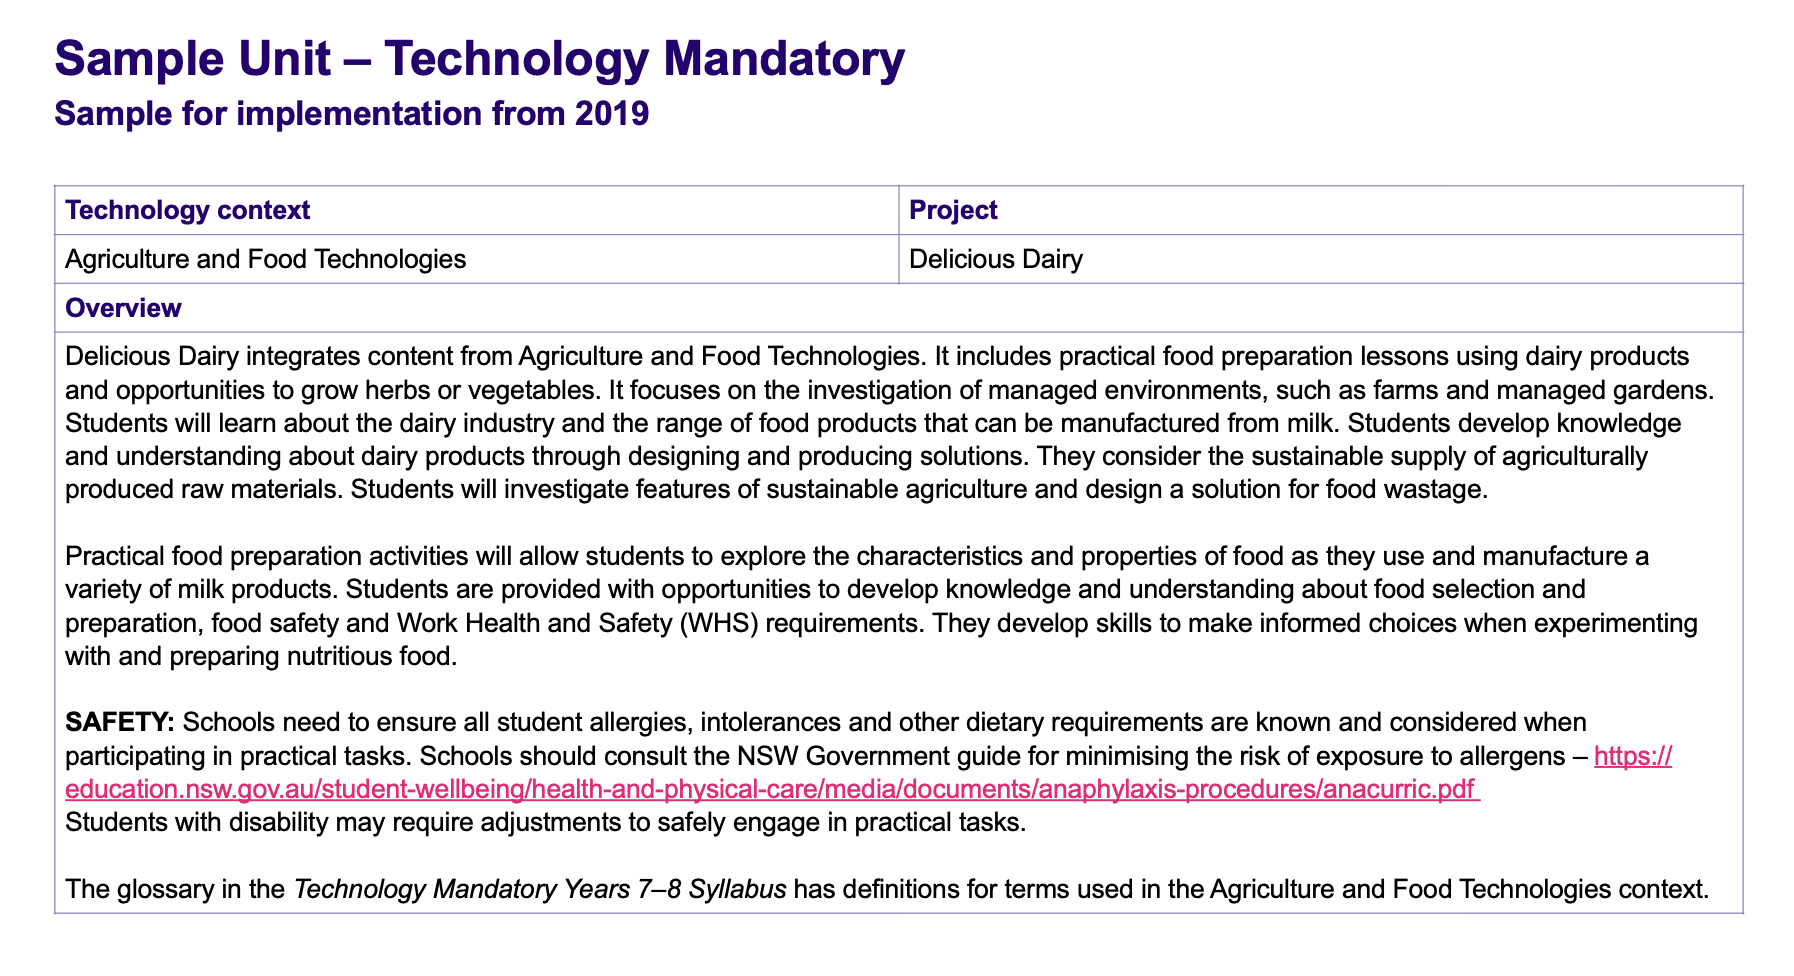 Sample Unit – Technology Mandatory
Sample for implementation from 2019
Technology context
Project
Agriculture and Food Technologies
Delicious Dairy
Overview
Delicious Dairy integrates content from Agriculture and Food Technologies. It includes practical food preparation lessons using dairy products
and opportunities to grow herbs or vegetables. It focuses on the investigation of managed environments, such as farms and managed gardens.
Students will learn about the dairy industry and the range of food products that can be manufactured from milk. Students develop knowledge
and understanding about dairy products through designing and producing solutions. They consider the sustainable supply of agriculturally
produced raw materials. Students will investigate features of sustainable agriculture and design a solution for food wastage.
Practical food preparation activities will allow students to explore the characteristics and properties of food as they use and manufacture a
variety of milk products. Students are provided with opportunities to develop knowledge and understanding about food selection and
preparation, food safety and Work Health and Safety (WHS) requirements. They develop skills to make informed choices when experimenting
with and preparing nutritious food.
SAFETY: Schools need to ensure all student allergies, intolerances and other dietary requirements are known and considered when
participating in practical tasks. Schools should consult the NSW Government guide for minimising the risk of exposure to allergens – https://
education.nsw.gov.au/student-wellbeing/health-and-physical-care/media/documents/anaphylaxis-procedures/anacurric.pdf
Students with disability may require adjustments to safely engage in practical tasks.
The glossary in the Technology Mandatory Years 7–8 Syllabus has definitions for terms used in the Agriculture and Food Technologies context.